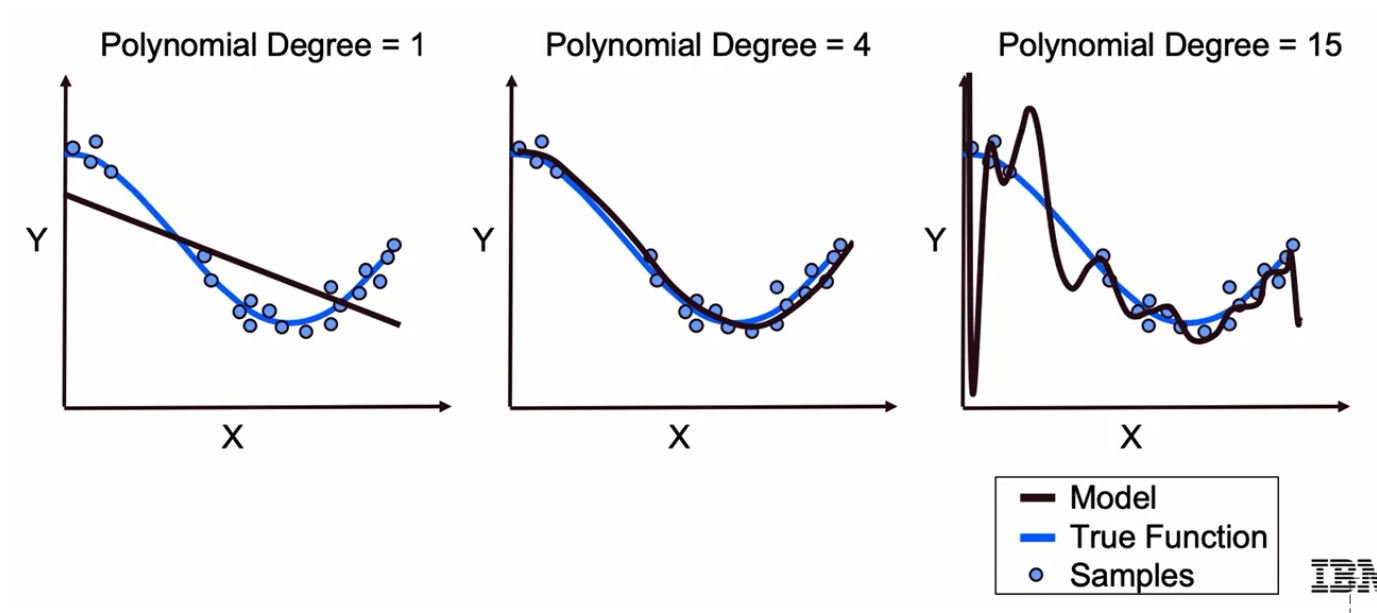 Polynomial Degree = 1
Polynomial Degree = 4
Polynomial Degree = 15
Y
Y
Y
X
X
X
Model
True Function
Samples
IBM